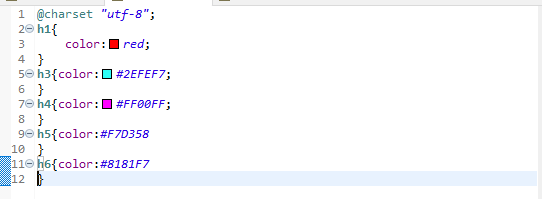 1 @charset "utf-8";
2 h1{
3 color: red;
4 }
5 h3{color: #2EFEF7;
6 }
7 h4{color: #FF00FF;
8 }
9 h5{color:#F7D358
10 }
11 h6{color:#8181F7
12 }